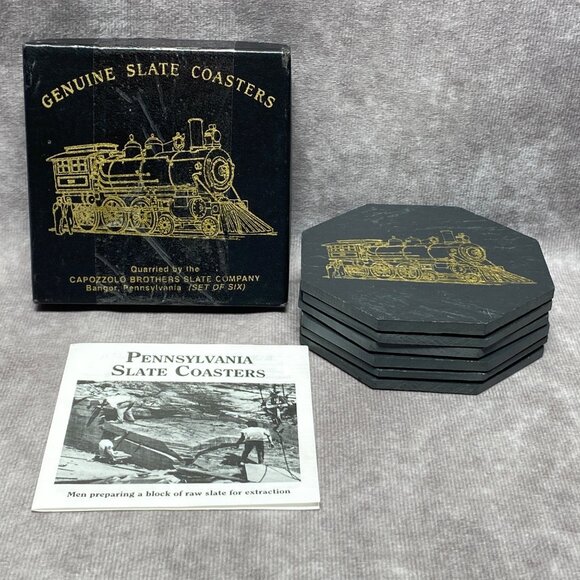 GENUINE SLATE COASTERS
Quarried by the
CAPOZZOLO BROTHERS SLATE COMPANY
Bangor, Pennsylvania (SET OF SIX)
PENNSYLVANIA
SLATE COASTERS
Men preparing a block of raw slate for extraction